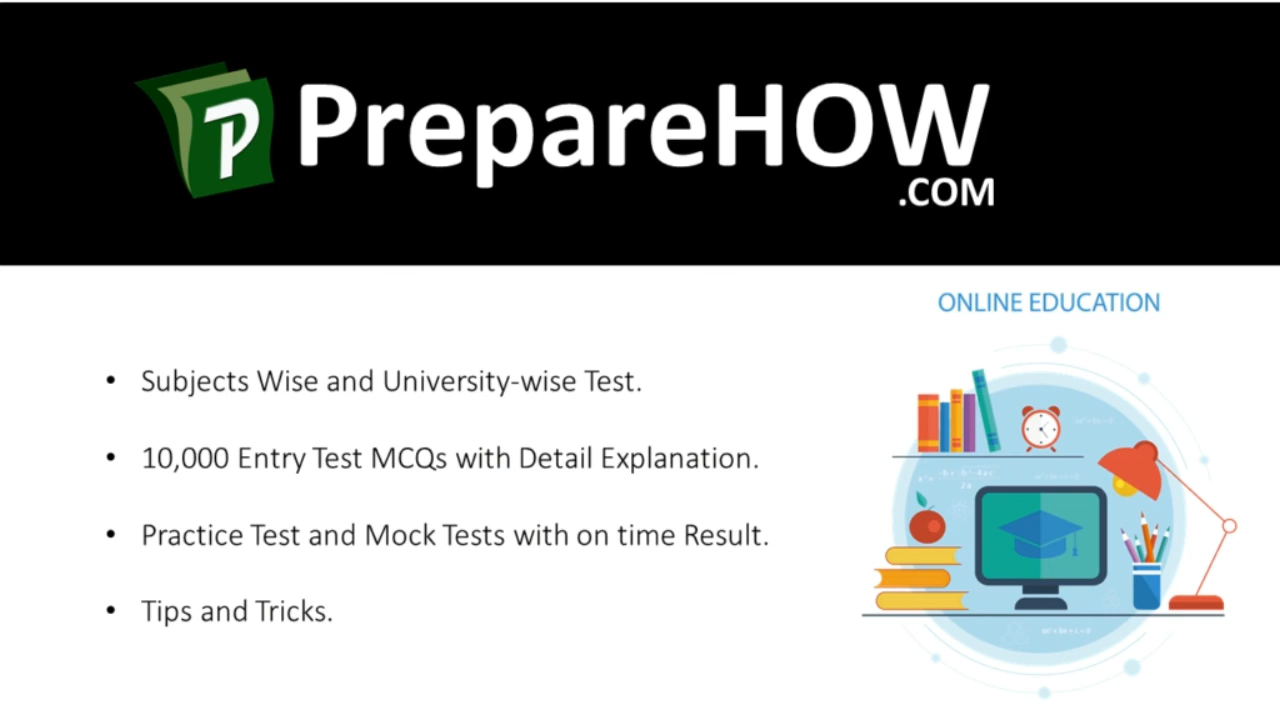 P
PrepareHOW
.COM
ONLINE EDUCATION
• Subjects Wise and University-wise Test.
• 10,000 Entry Test MCQs with Detail Explanation.
• Practice Test and Mock Tests with on time Result.
• Tips and Tricks.